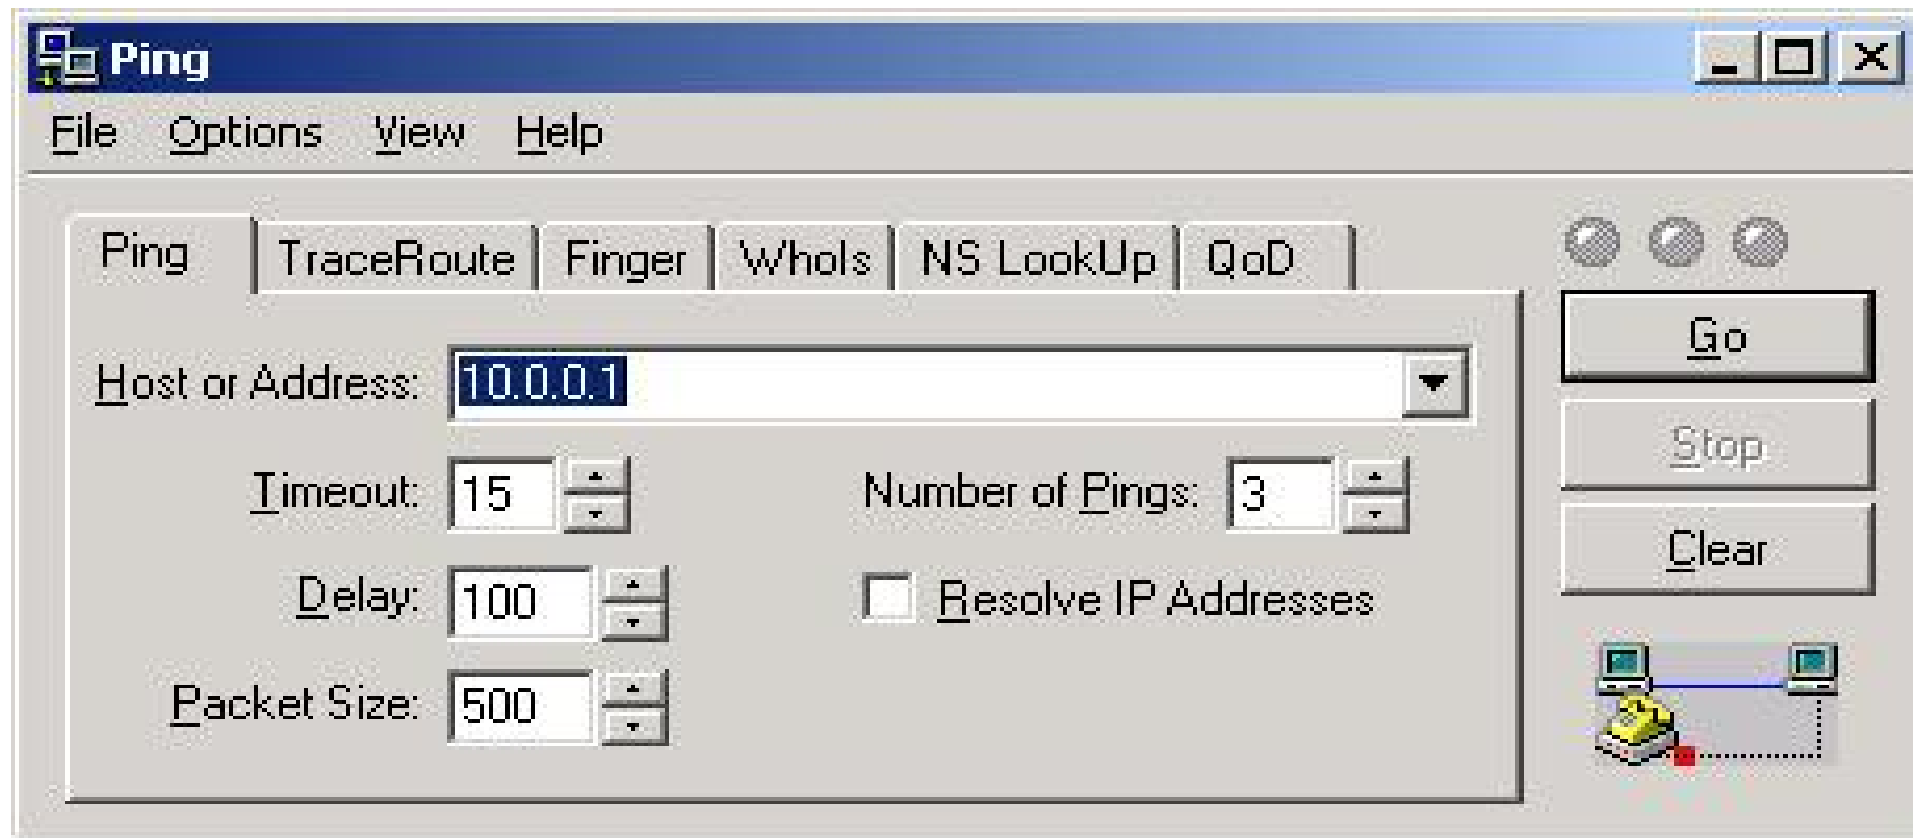 Ping
File Options View Help
Ping TraceRoute Finger WhoIs NS LookUp QoD
Host or Address: 10.0.0.1
Timeout: 15 Number of Pings: 3
Delay: 100 Resolve IP Addresses
Packet Size: 500
Go
Stop
Clear